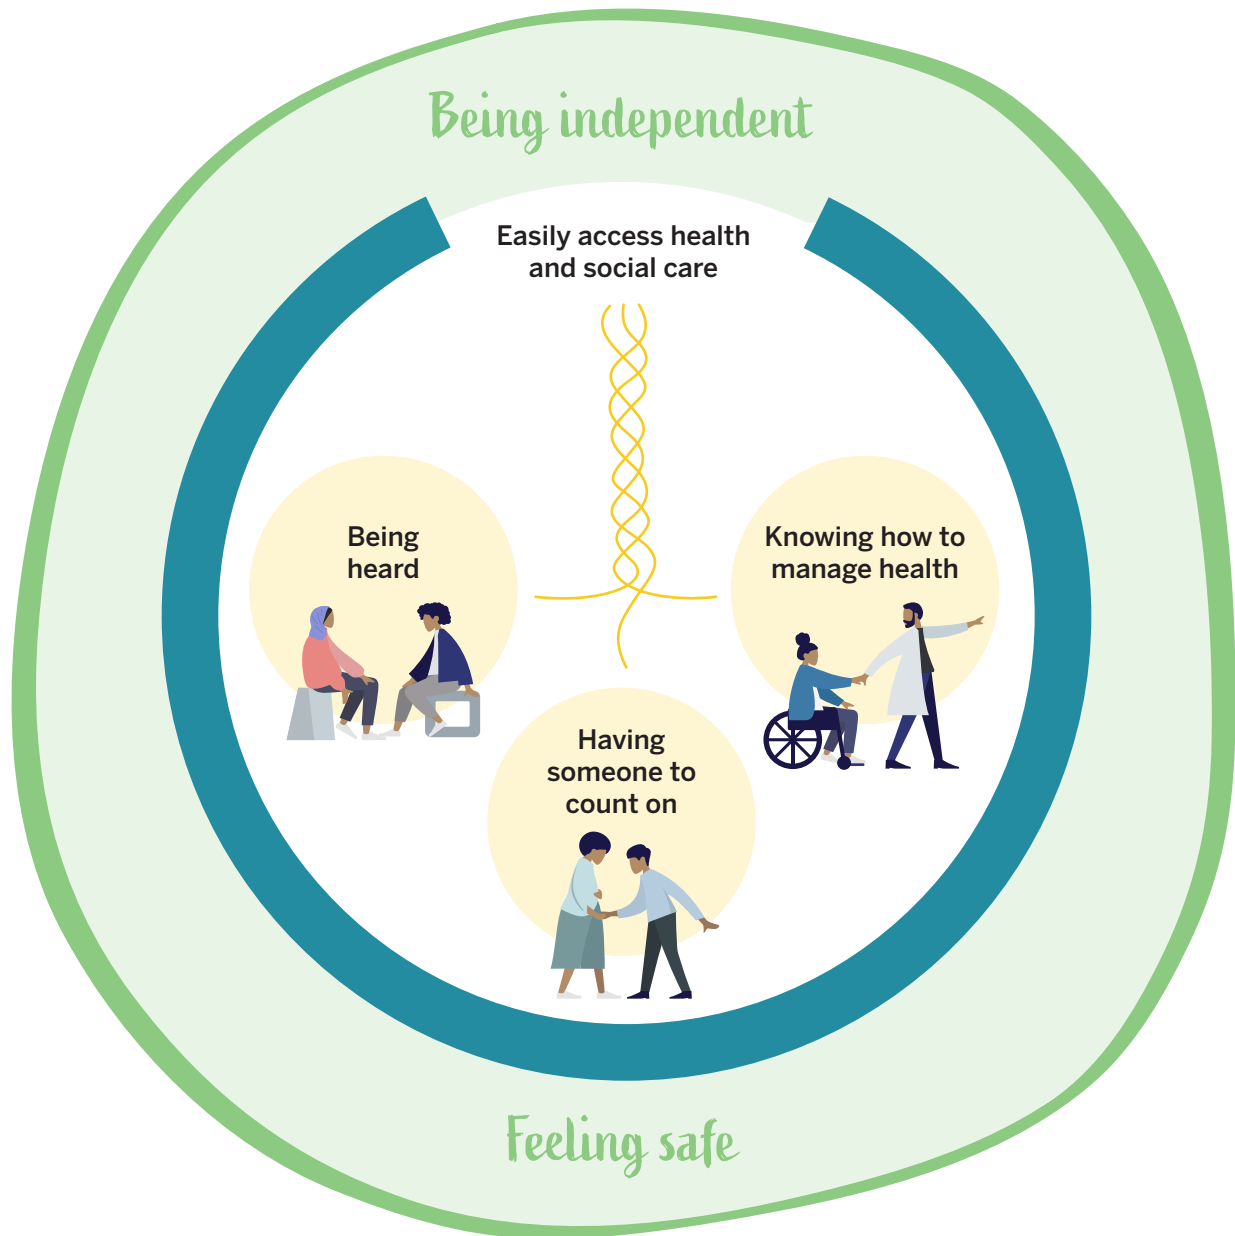 Being independent
Easily access health
and social care
Being
heard
Knowing how to
manage health
Having
someone to
count on
Feeling safe